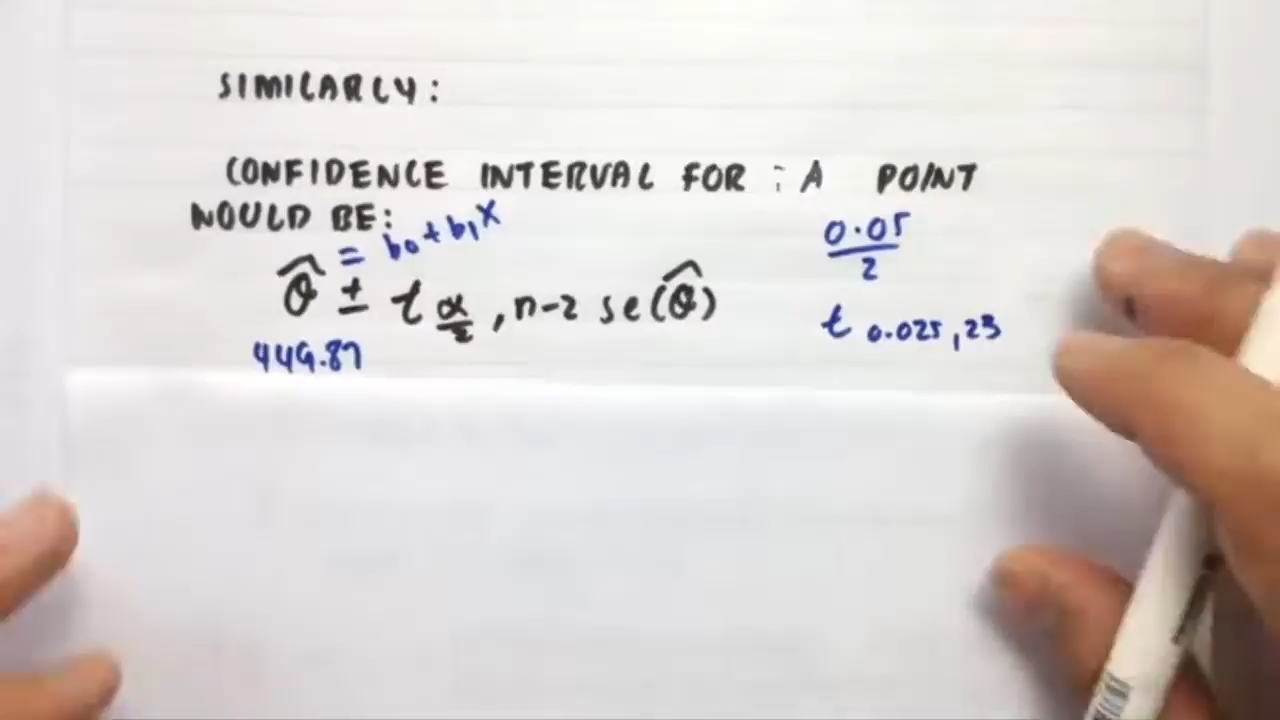 SIMILARLY:
CONFIDENCE INTERVAL FOR : A POINT
WOULD BE:
= b₀ + b₁x
0.05/2
θ̂ ± t α/2 , n-2 se(θ̂)
t 0.025, 23
449.87